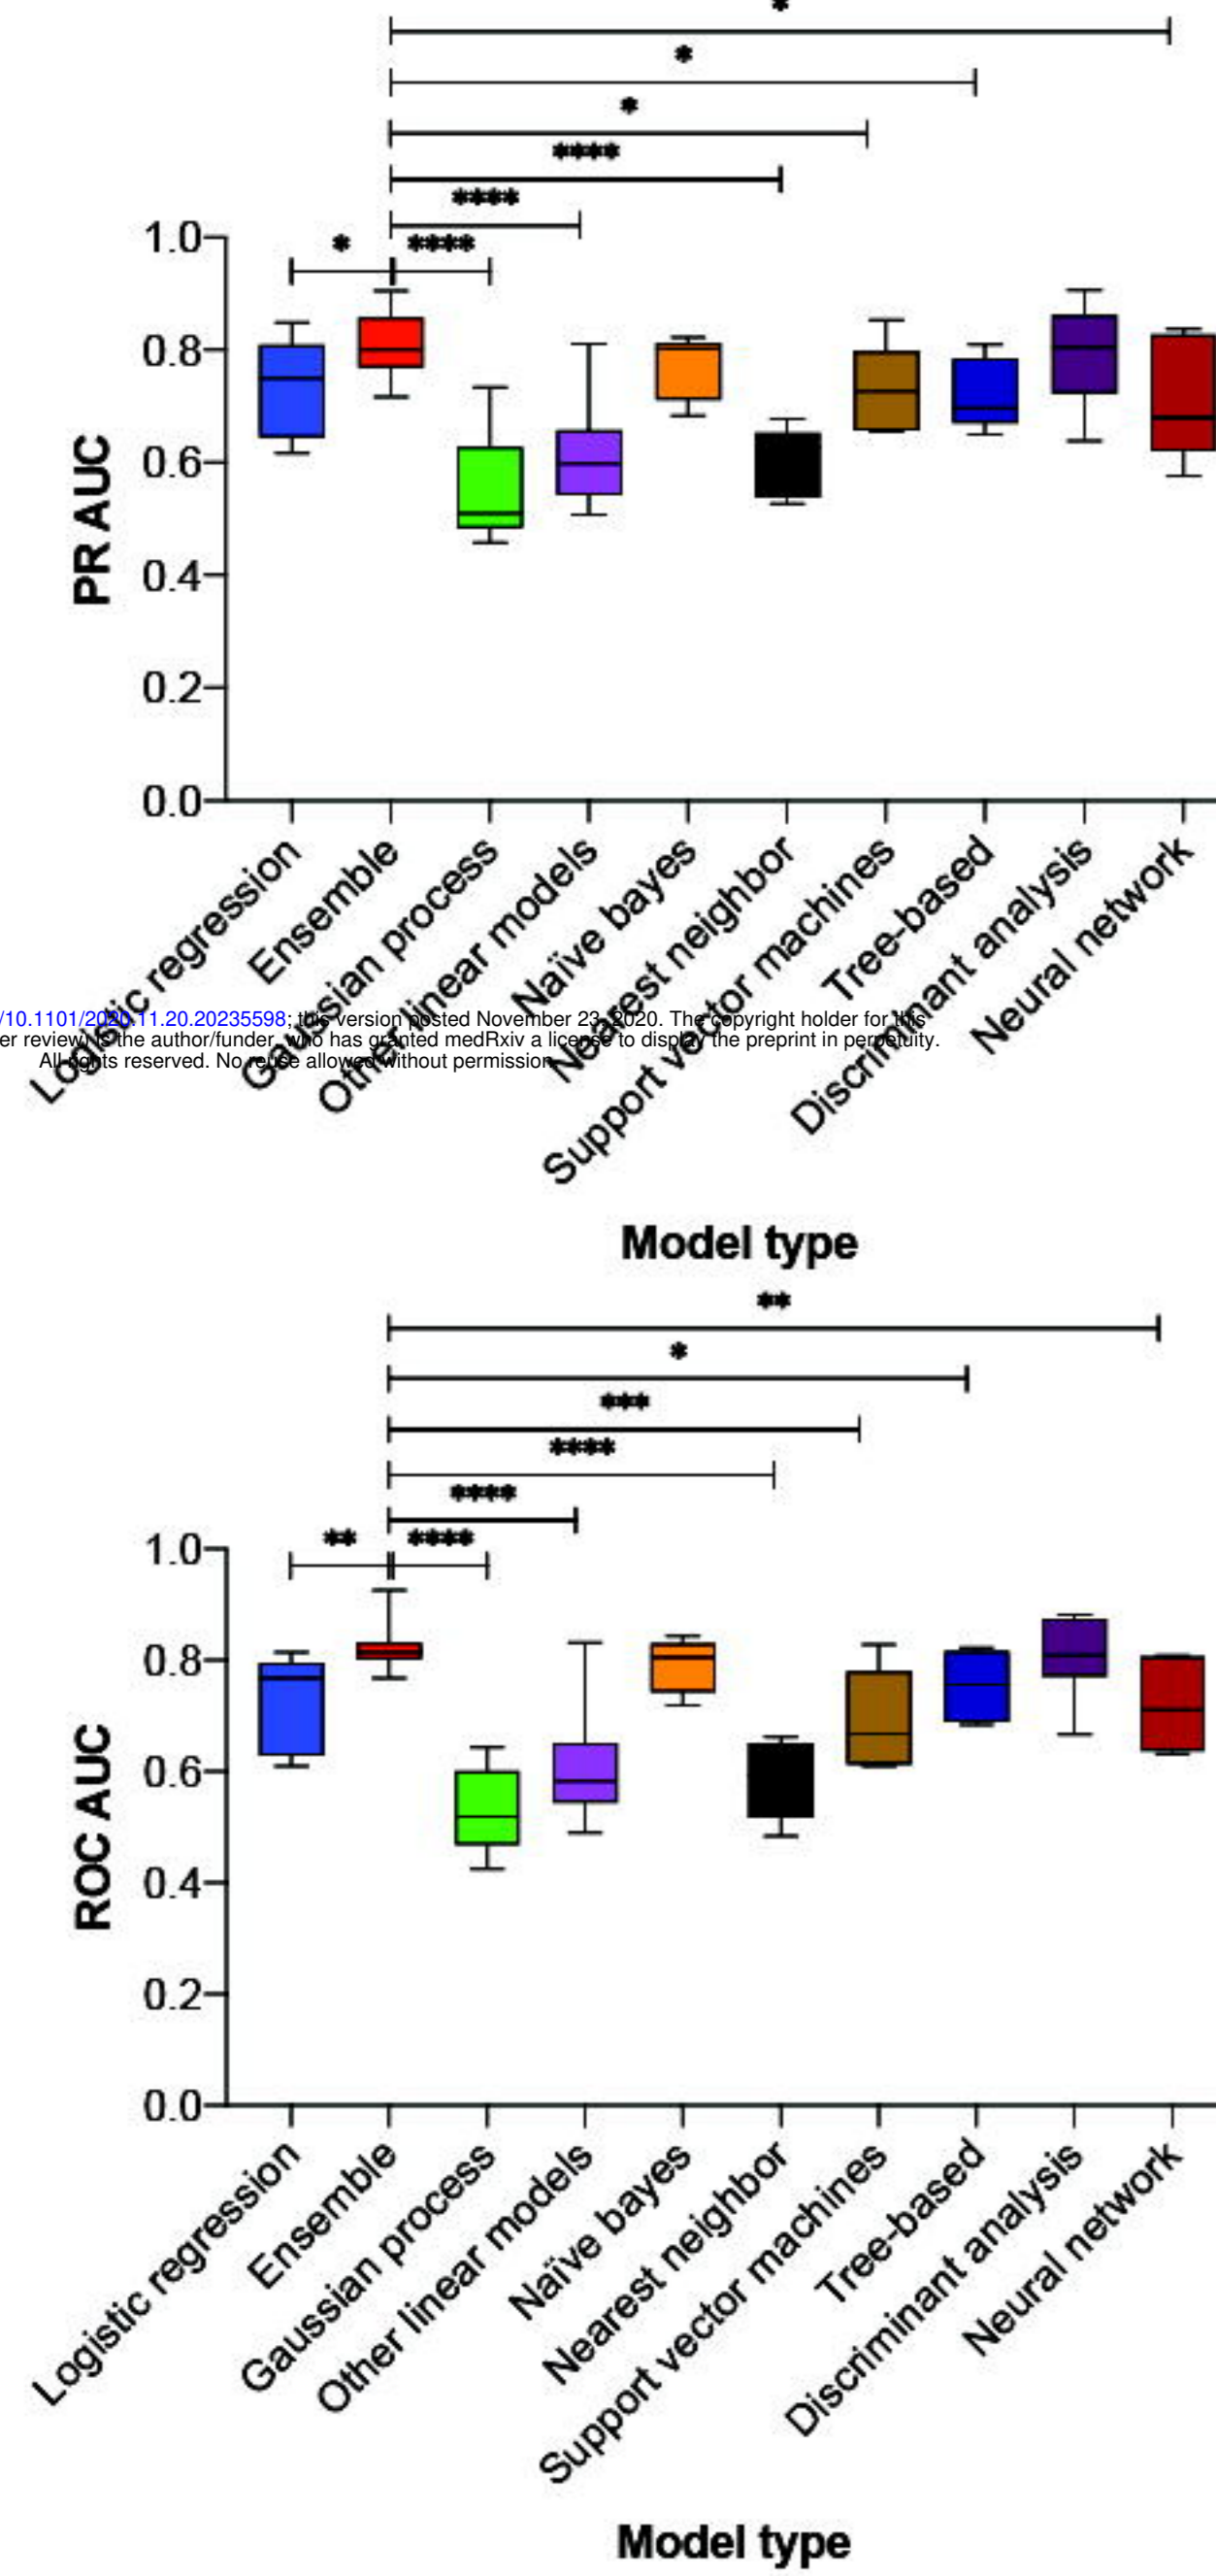 *
*
*
****
****
* ****
1.0
0.8
0.6
0.4
0.2
0.0
PR AUC
Logistic regression
Ensemble
Gaussian process
Other linear models
Naïve bayes
Nearest neighbor
Support vector machines
Tree-based
Discriminant analysis
Neural network
/10.1101/2020.11.20.20235598; this version posted November 23, 2020. The copyright holder for this
er review) is the author/funder, who has granted medRxiv a license to display the preprint in perpetuity.
All rights reserved. No reuse allowed without permission.
Model type
**
*
***
****
****
** ****
1.0
0.8
0.6
0.4
0.2
0.0
ROC AUC
Logistic regression
Ensemble
Gaussian process
Other linear models
Naïve bayes
Nearest neighbor
Support vector machines
Tree-based
Discriminant analysis
Neural network
Model type